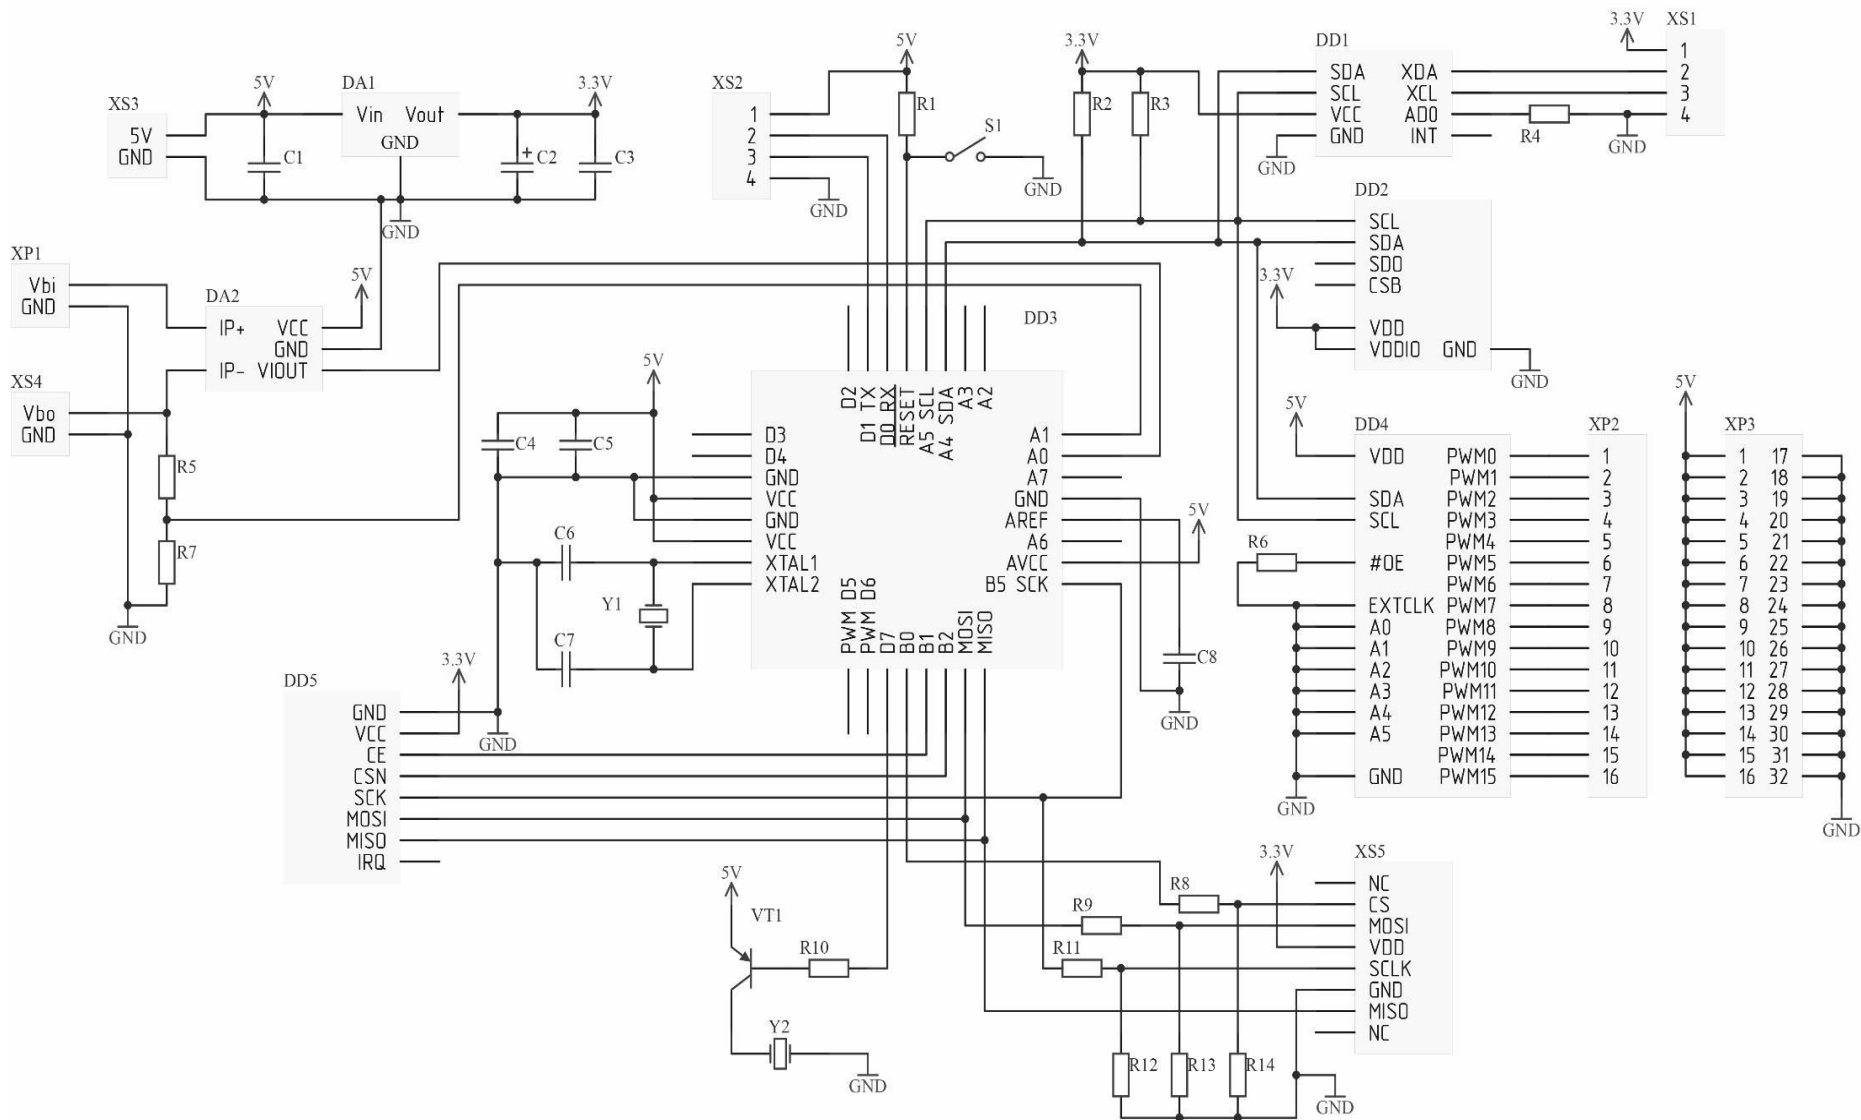 XS3
5V
GND
5V
C1
DA1
Vin Vout
GND
3.3V
+
C2
C3
GND
XP1
Vbi
GND
DA2
IP+ VCC
GND
IP- VIOUT
5V
XS4
Vbo
GND
R5
R7
GND
XS2
1
2
3
4
GND
5V
R1
S1
GND
3.3V
R2
R3
DD1
SDA XDA
SCL XCL
VCC AD0
GND INT
GND
R4
GND
3.3V
XS1
1
2
3
4
DD2
SCL
SDA
SDO
CSB
VDD
VDDIO GND
3.3V
GND
DD3
D2
D1 TX
D0 RX
RESET
A5 SCL
A4 SDA
A3
A2
D3
D4
GND
VCC
GND
VCC
XTAL1
XTAL2
A1
A0
A7
GND
AREF
A6
AVCC
B5 SCK
PWM D5
PWM D6
D7
B0
B1
B2
MOSI
MISO
5V
C4
C5
C6
Y1
C7
5V
C8
GND
DD4
5V
VDD PWM0
PWM1
SDA PWM2
SCL PWM3
PWM4
#OE PWM5
PWM6
EXTCLK PWM7
A0 PWM8
A1 PWM9
A2 PWM10
A3 PWM11
A4 PWM12
A5 PWM13
PWM14
GND PWM15
R6
GND
XP2
1
2
3
4
5
6
7
8
9
10
11
12
13
14
15
16
5V
XP3
1 17
2 18
3 19
4 20
5 21
6 22
7 23
8 24
9 25
10 26
11 27
12 28
13 29
14 30
15 31
16 32
GND
DD5
3.3V
GND
VCC
CE
CSN
SCK
MOSI
MISO
IRQ
GND
5V
VT1
R10
Y2
GND
3.3V
XS5
NC
CS
MOSI
VDD
SCLK
GND
MISO
NC
R8
R9
R11
R12
R13
R14
GND